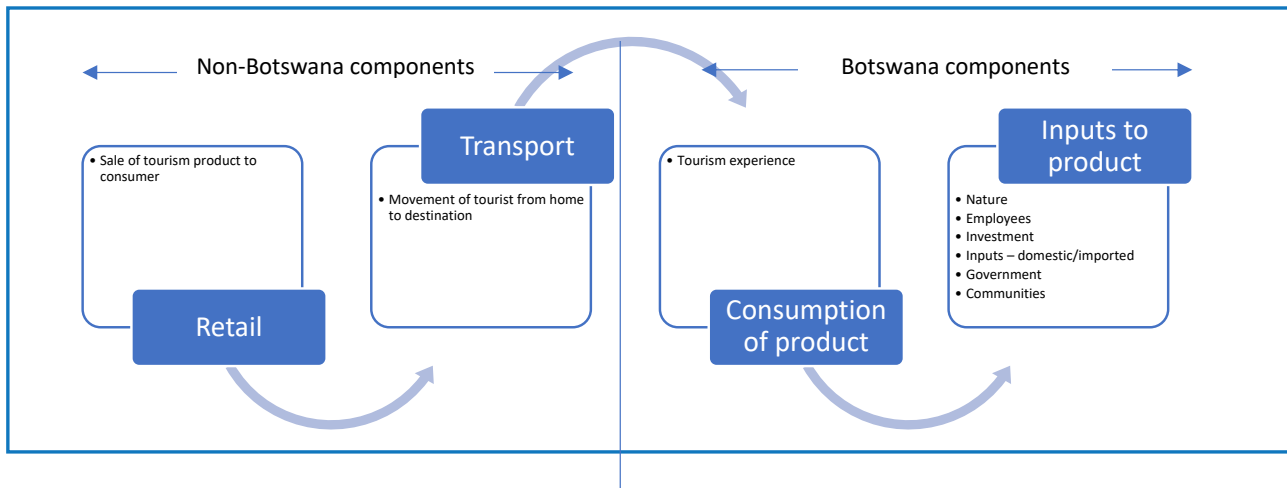 Non-Botswana components
Botswana components
• Sale of tourism product to
consumer
Retail
Transport
• Movement of tourist from home
to destination
• Tourism experience
Consumption
of product
Inputs to
product
• Nature
• Employees
• Investment
• Inputs – domestic/imported
• Government
• Communities